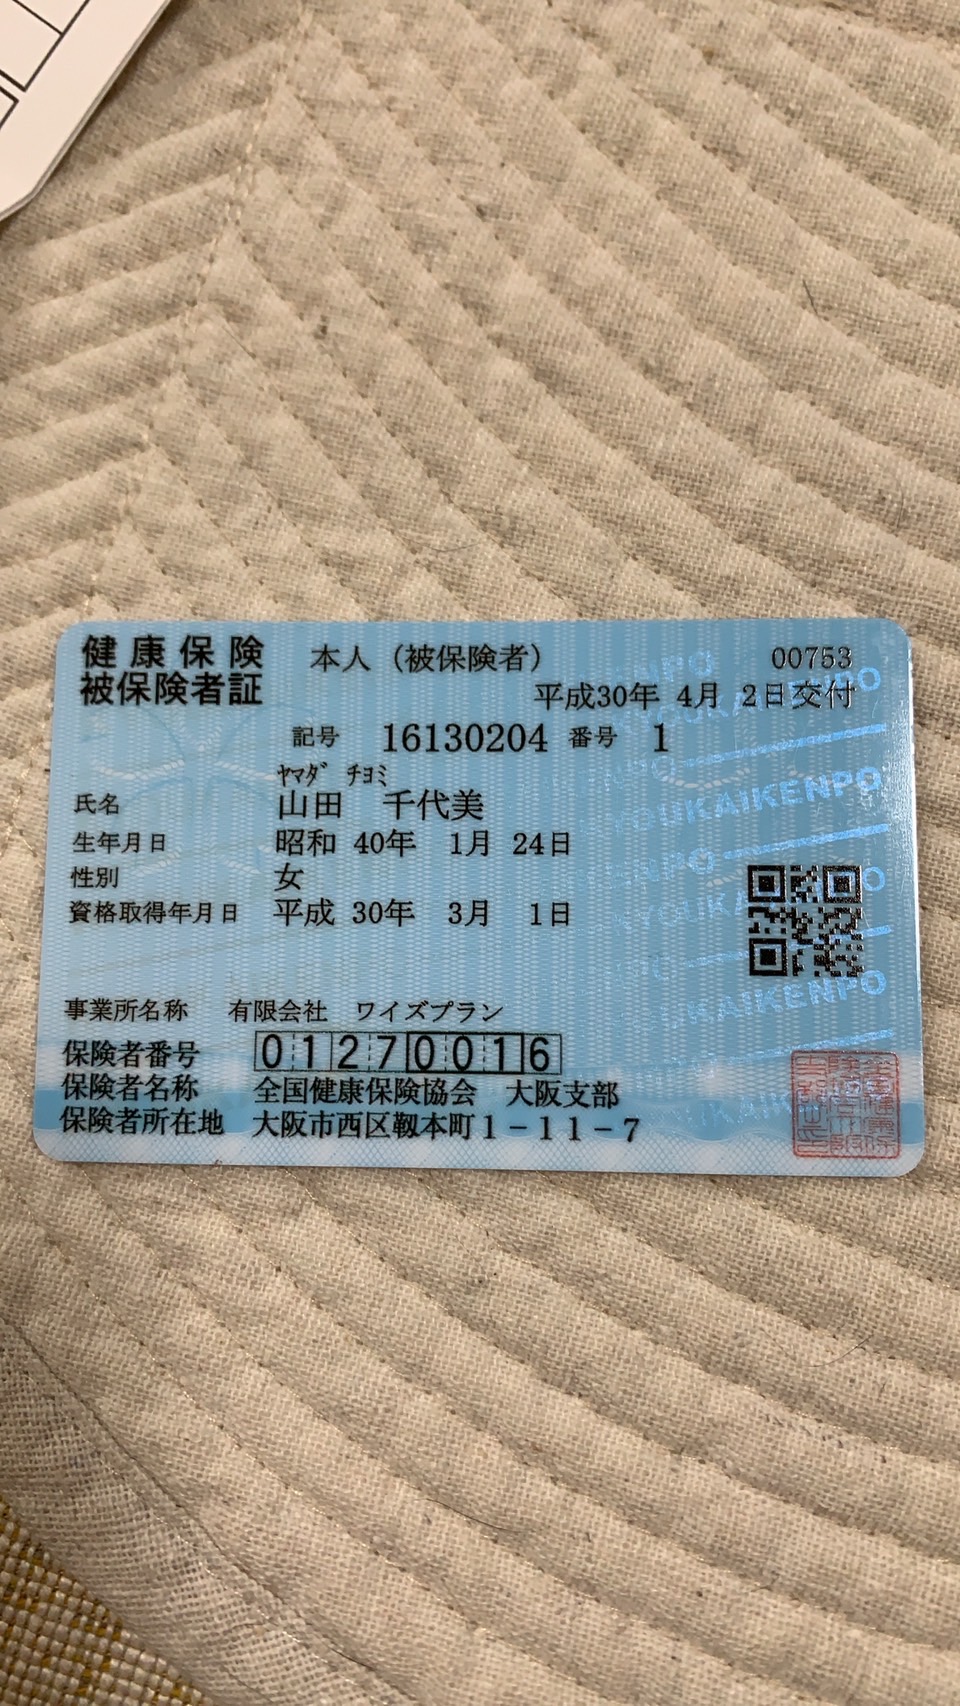 健康保険 本人（被保険者） 00753
被保険者証 平成30年 4月 2日交付
記号 16130204 番号 1
ﾔﾏﾀﾞ ﾁﾖﾐ
氏名 山田 千代美
生年月日 昭和 40年 1月 24日
性別 女
資格取得年月日 平成 30年 3月 1日
事業所名称 有限会社 ワイズプラン
保険者番号 01270016
保険者名称 全国健康保険協会 大阪支部
保険者所在地 大阪市西区靱本町1－11－7
KYOUKAIKENPO